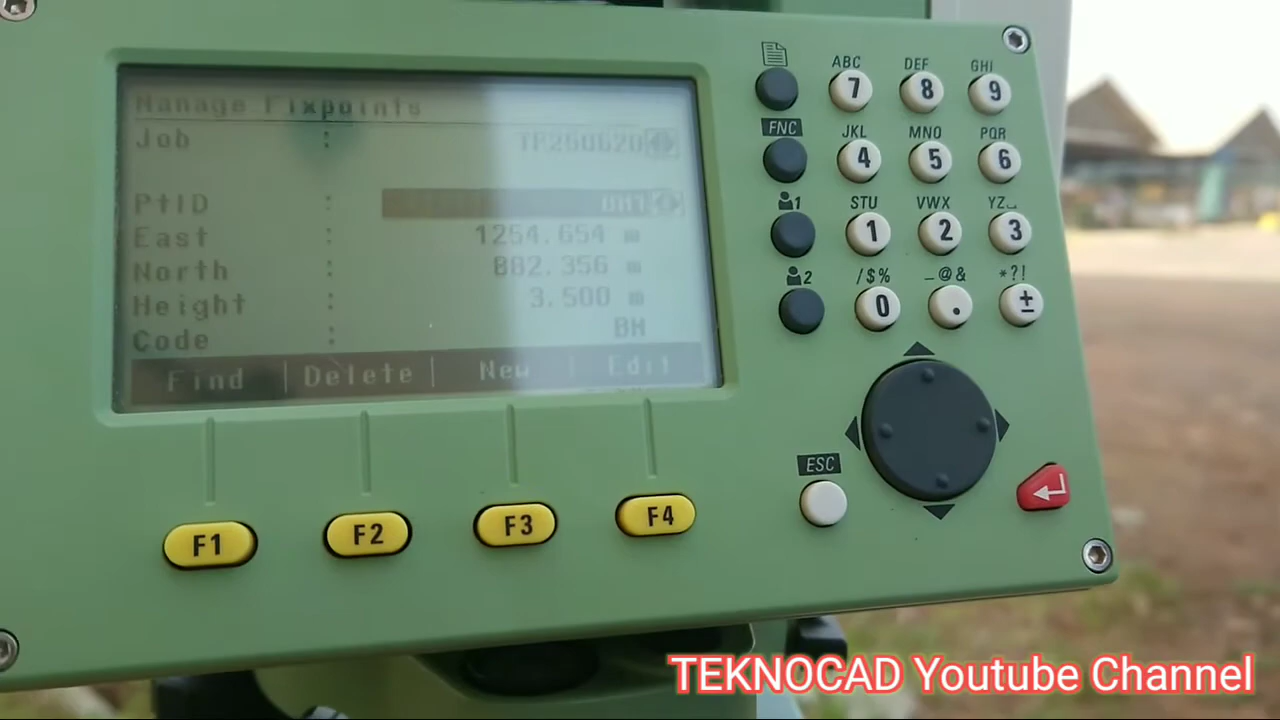 Manage Fixpoints
Job :
PtID : BM1
East : 1254.654 m
North : 882.356 m
Height : 3.500 m
Code : BM
Find Delete New Edit
F1 F2 F3 F4
ABC DEF GHI
7 8 9
FNC JKL MNO PQR
4 5 6
1 STU VWX YZ
1 2 3
2 /$% _@& *?!
0 . ±
ESC
TEKNOCAD Youtube Channel